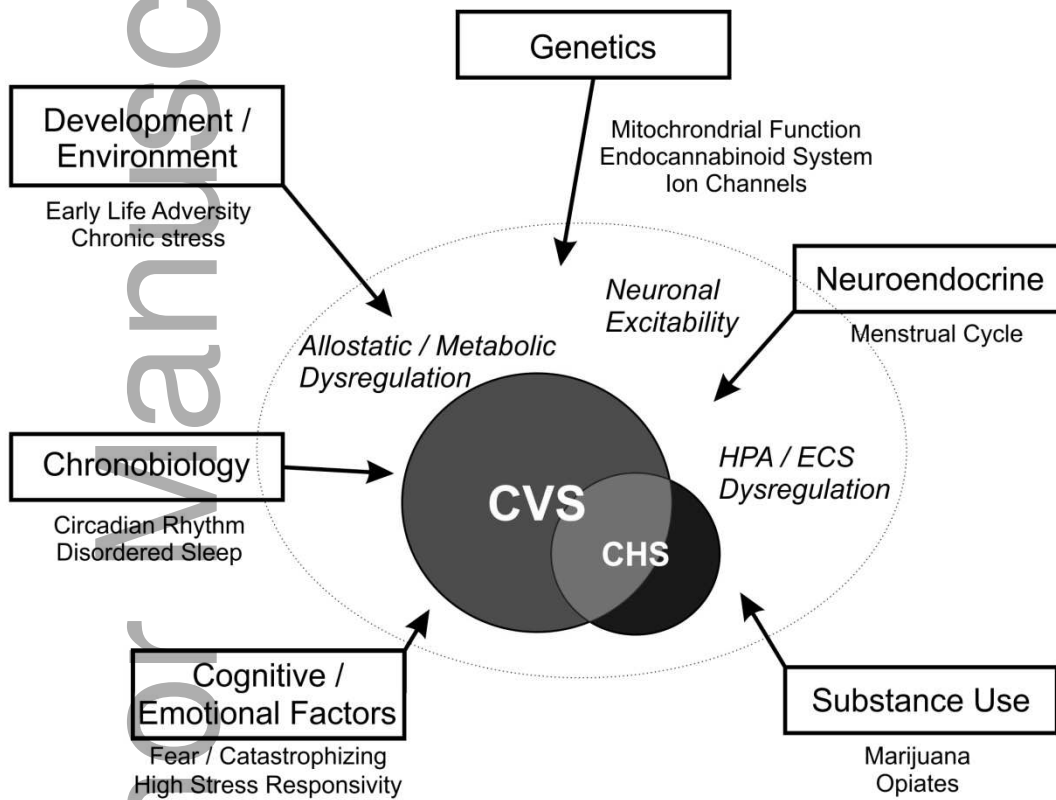 Genetics
Mitochrondrial Function
Endocannabinoid System
Ion Channels
Development /
Environment
Early Life Adversity
Chronic stress
Neuroendocrine
Menstrual Cycle
Neuronal
Excitability
Allostatic / Metabolic
Dysregulation
HPA / ECS
Dysregulation
Chronobiology
Circadian Rhythm
Disordered Sleep
CVS
CHS
Cognitive /
Emotional Factors
Fear / Catastrophizing
High Stress Responsivity
Substance Use
Marijuana
Opiates